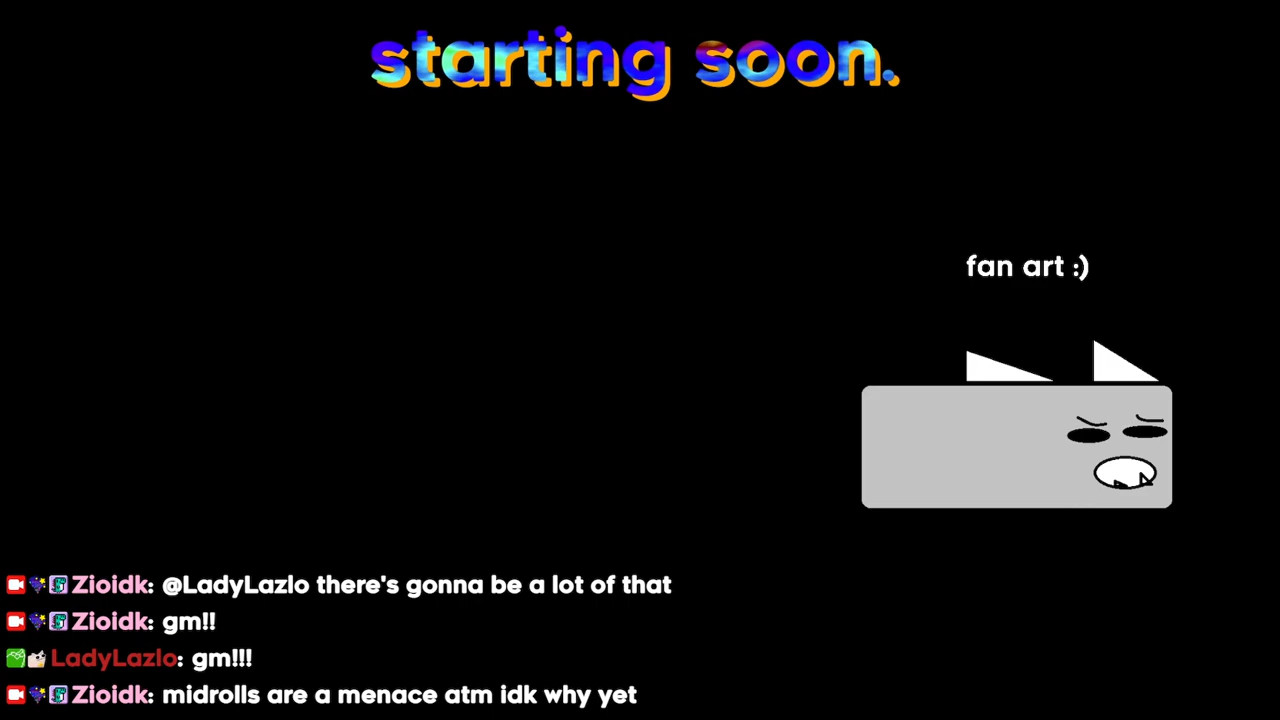 starting soon.
fan art :)
Zioidk: @LadyLazlo there's gonna be a lot of that
Zioidk: gm!!
LadyLazlo: gm!!!
Zioidk: midrolls are a menace atm idk why yet